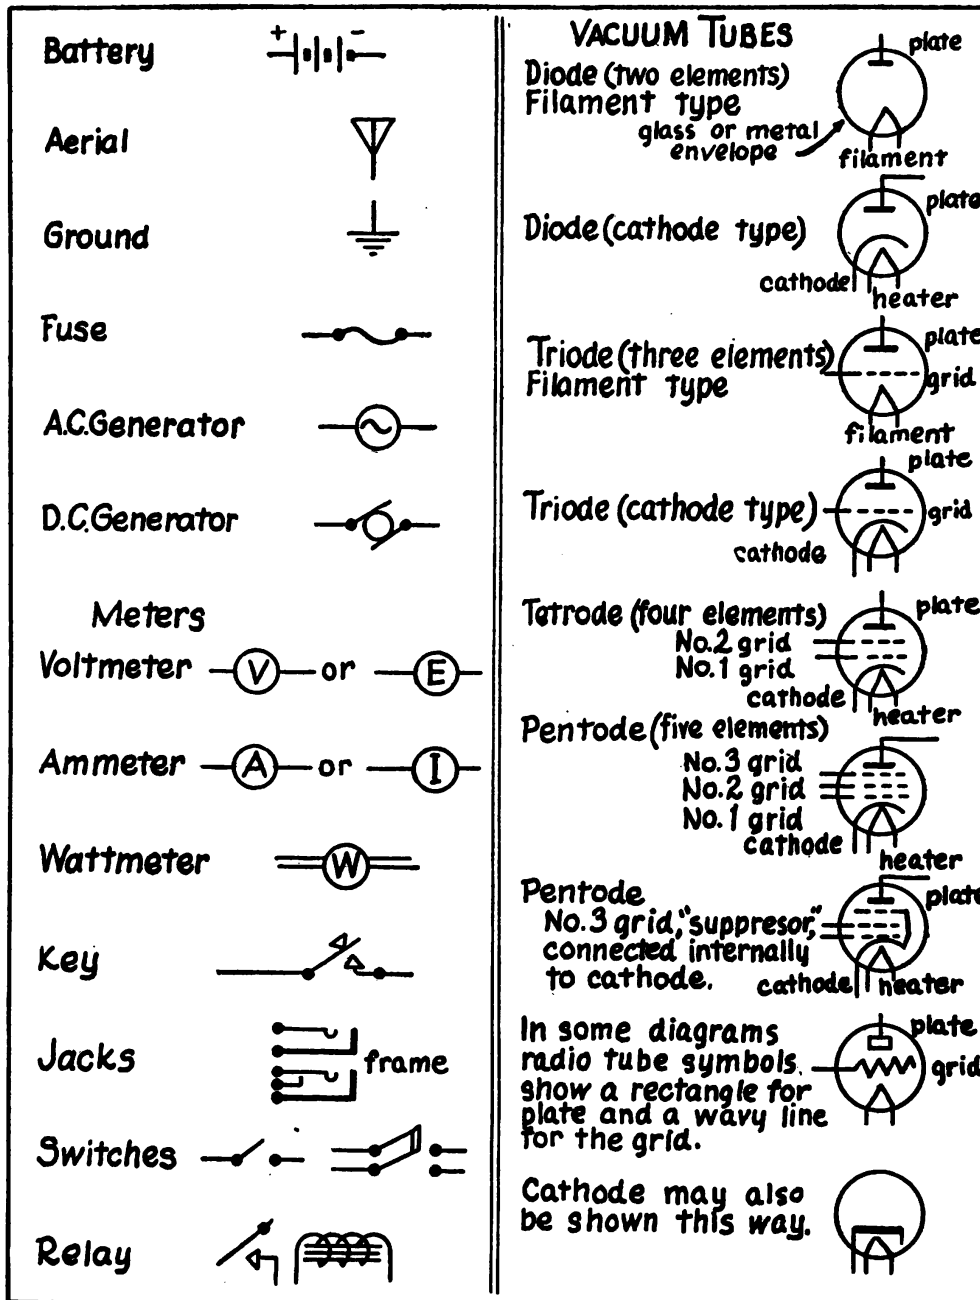 Battery
+ -
Aerial
Ground
Fuse
A.C.Generator
D.C.Generator
Meters
Voltmeter V or E
Ammeter A or I
Wattmeter W
Key
Jacks frame
Switches
Relay
VACUUM TUBES
Diode (two elements)
Filament type
glass or metal
envelope
plate
filament
Diode (cathode type)
plate
cathode
heater
Triode (three elements)
Filament type
plate
grid
filament
Triode (cathode type)
plate
grid
cathode
Tetrode (four elements)
No.2 grid
No.1 grid
plate
cathode
heater
Pentode (five elements)
No.3 grid
No.2 grid
No.1 grid
cathode
heater
Pentode
No.3 grid,"suppresor,"
connected internally
to cathode.
plate
cathode
heater
In some diagrams
radio tube symbols
show a rectangle for
plate and a wavy line
for the grid.
plate
grid
Cathode may also
be shown this way.